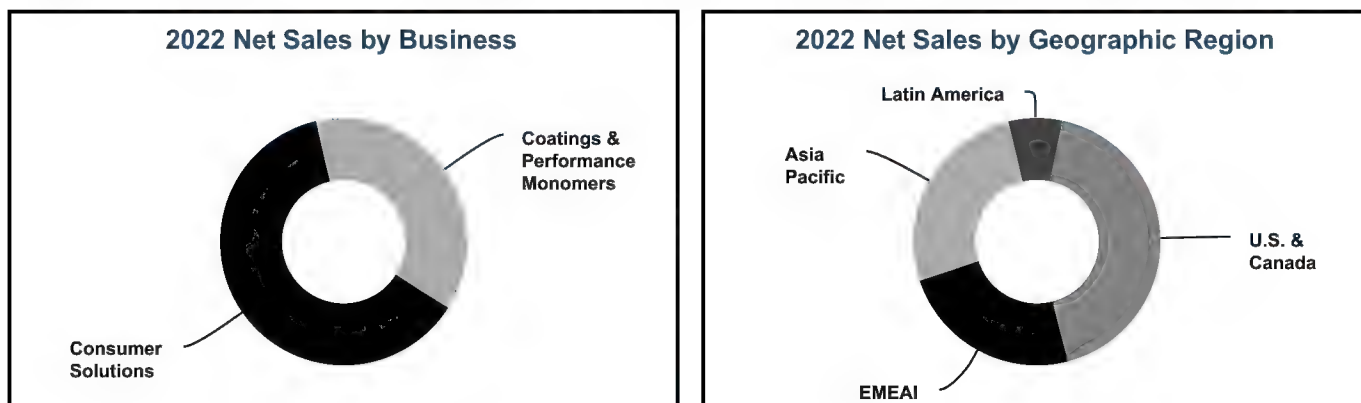 2022 Net Sales by Business
Coatings &
Performance
Monomers
Consumer
Solutions
2022 Net Sales by Geographic Region
Latin America
Asia
Pacific
U.S. &
Canada
EMEAI